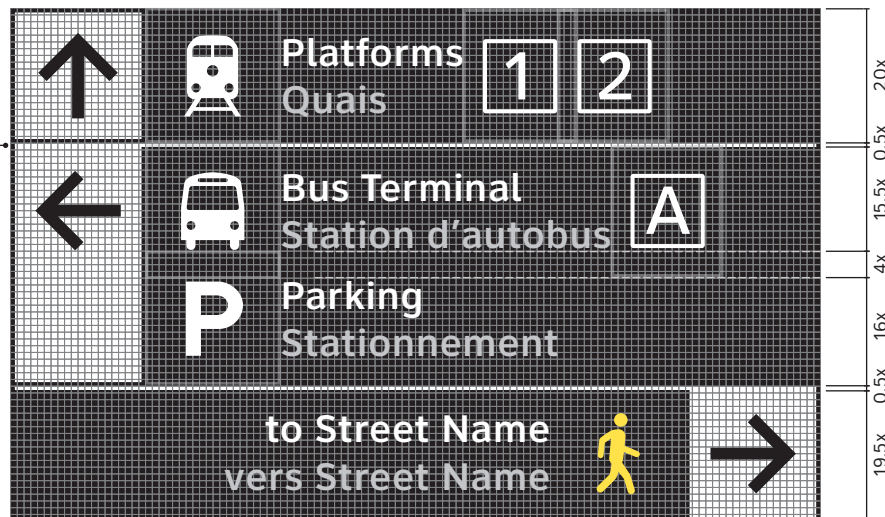 Platforms 1 2
Quais
Bus Terminal A
Station d'autobus
P Parking
Stationnement
to Street Name
vers Street Name
20x
0.5x
15.5x
4x
16x
0.5x
19.5x